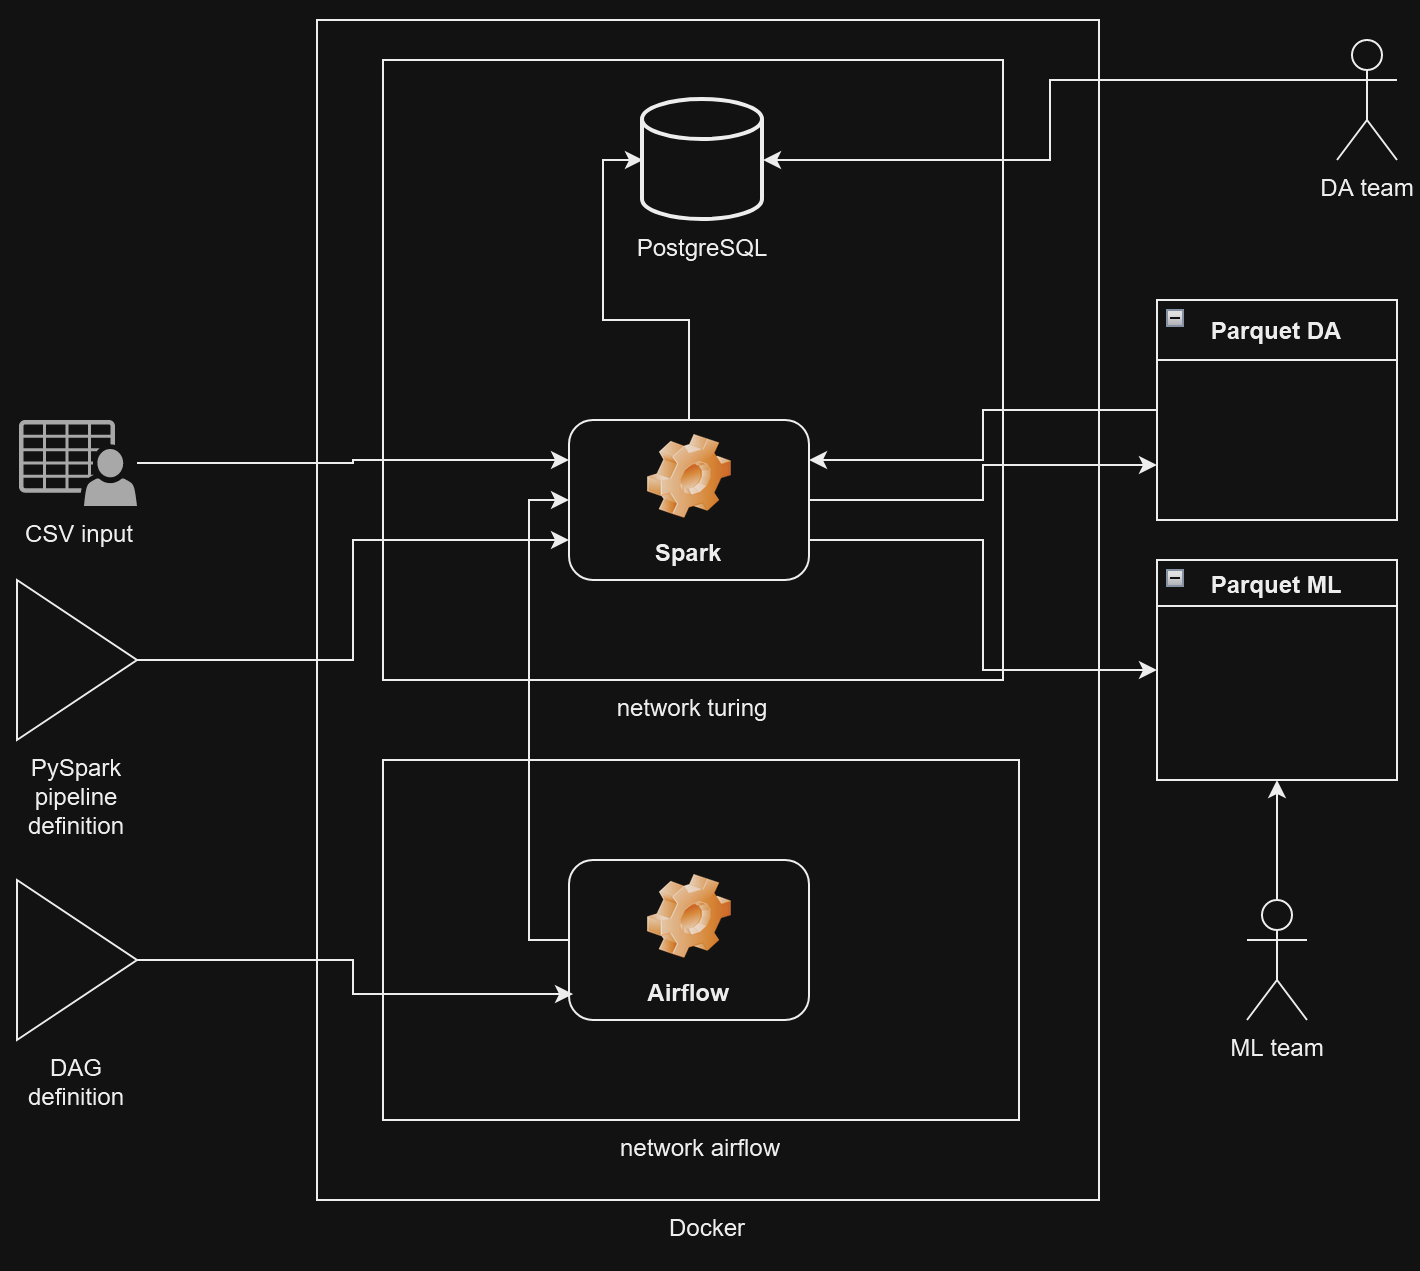 DA team
PostgreSQL
Parquet DA
CSV input
Spark
Parquet ML
network turing
PySpark
pipeline
definition
Airflow
ML team
DAG
definition
network airflow
Docker